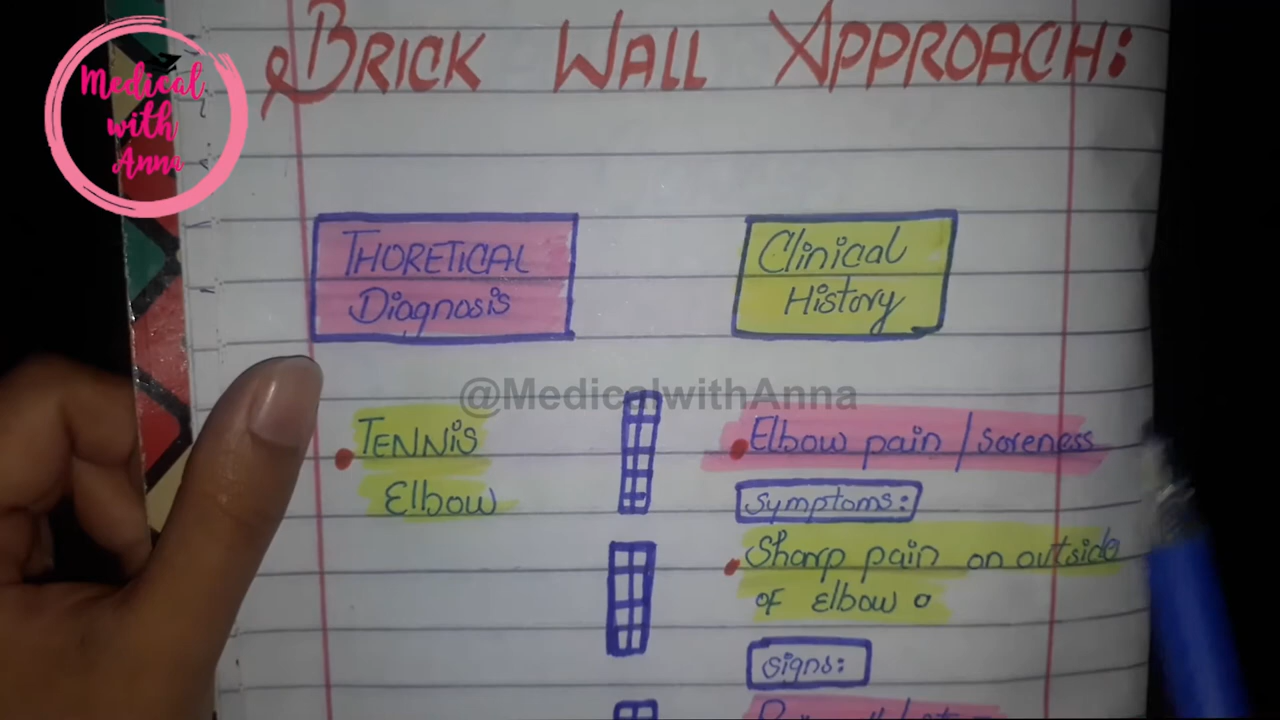 BRICK WALL APPROACH:
Medical
with
Anna
THORETICAL
Diagnosis
Clinical
History
@MedicalwithAnna
TENNIS
Elbow
Elbow pain / soreness
symptoms:
Sharp pain on outside
of Elbow
signs: